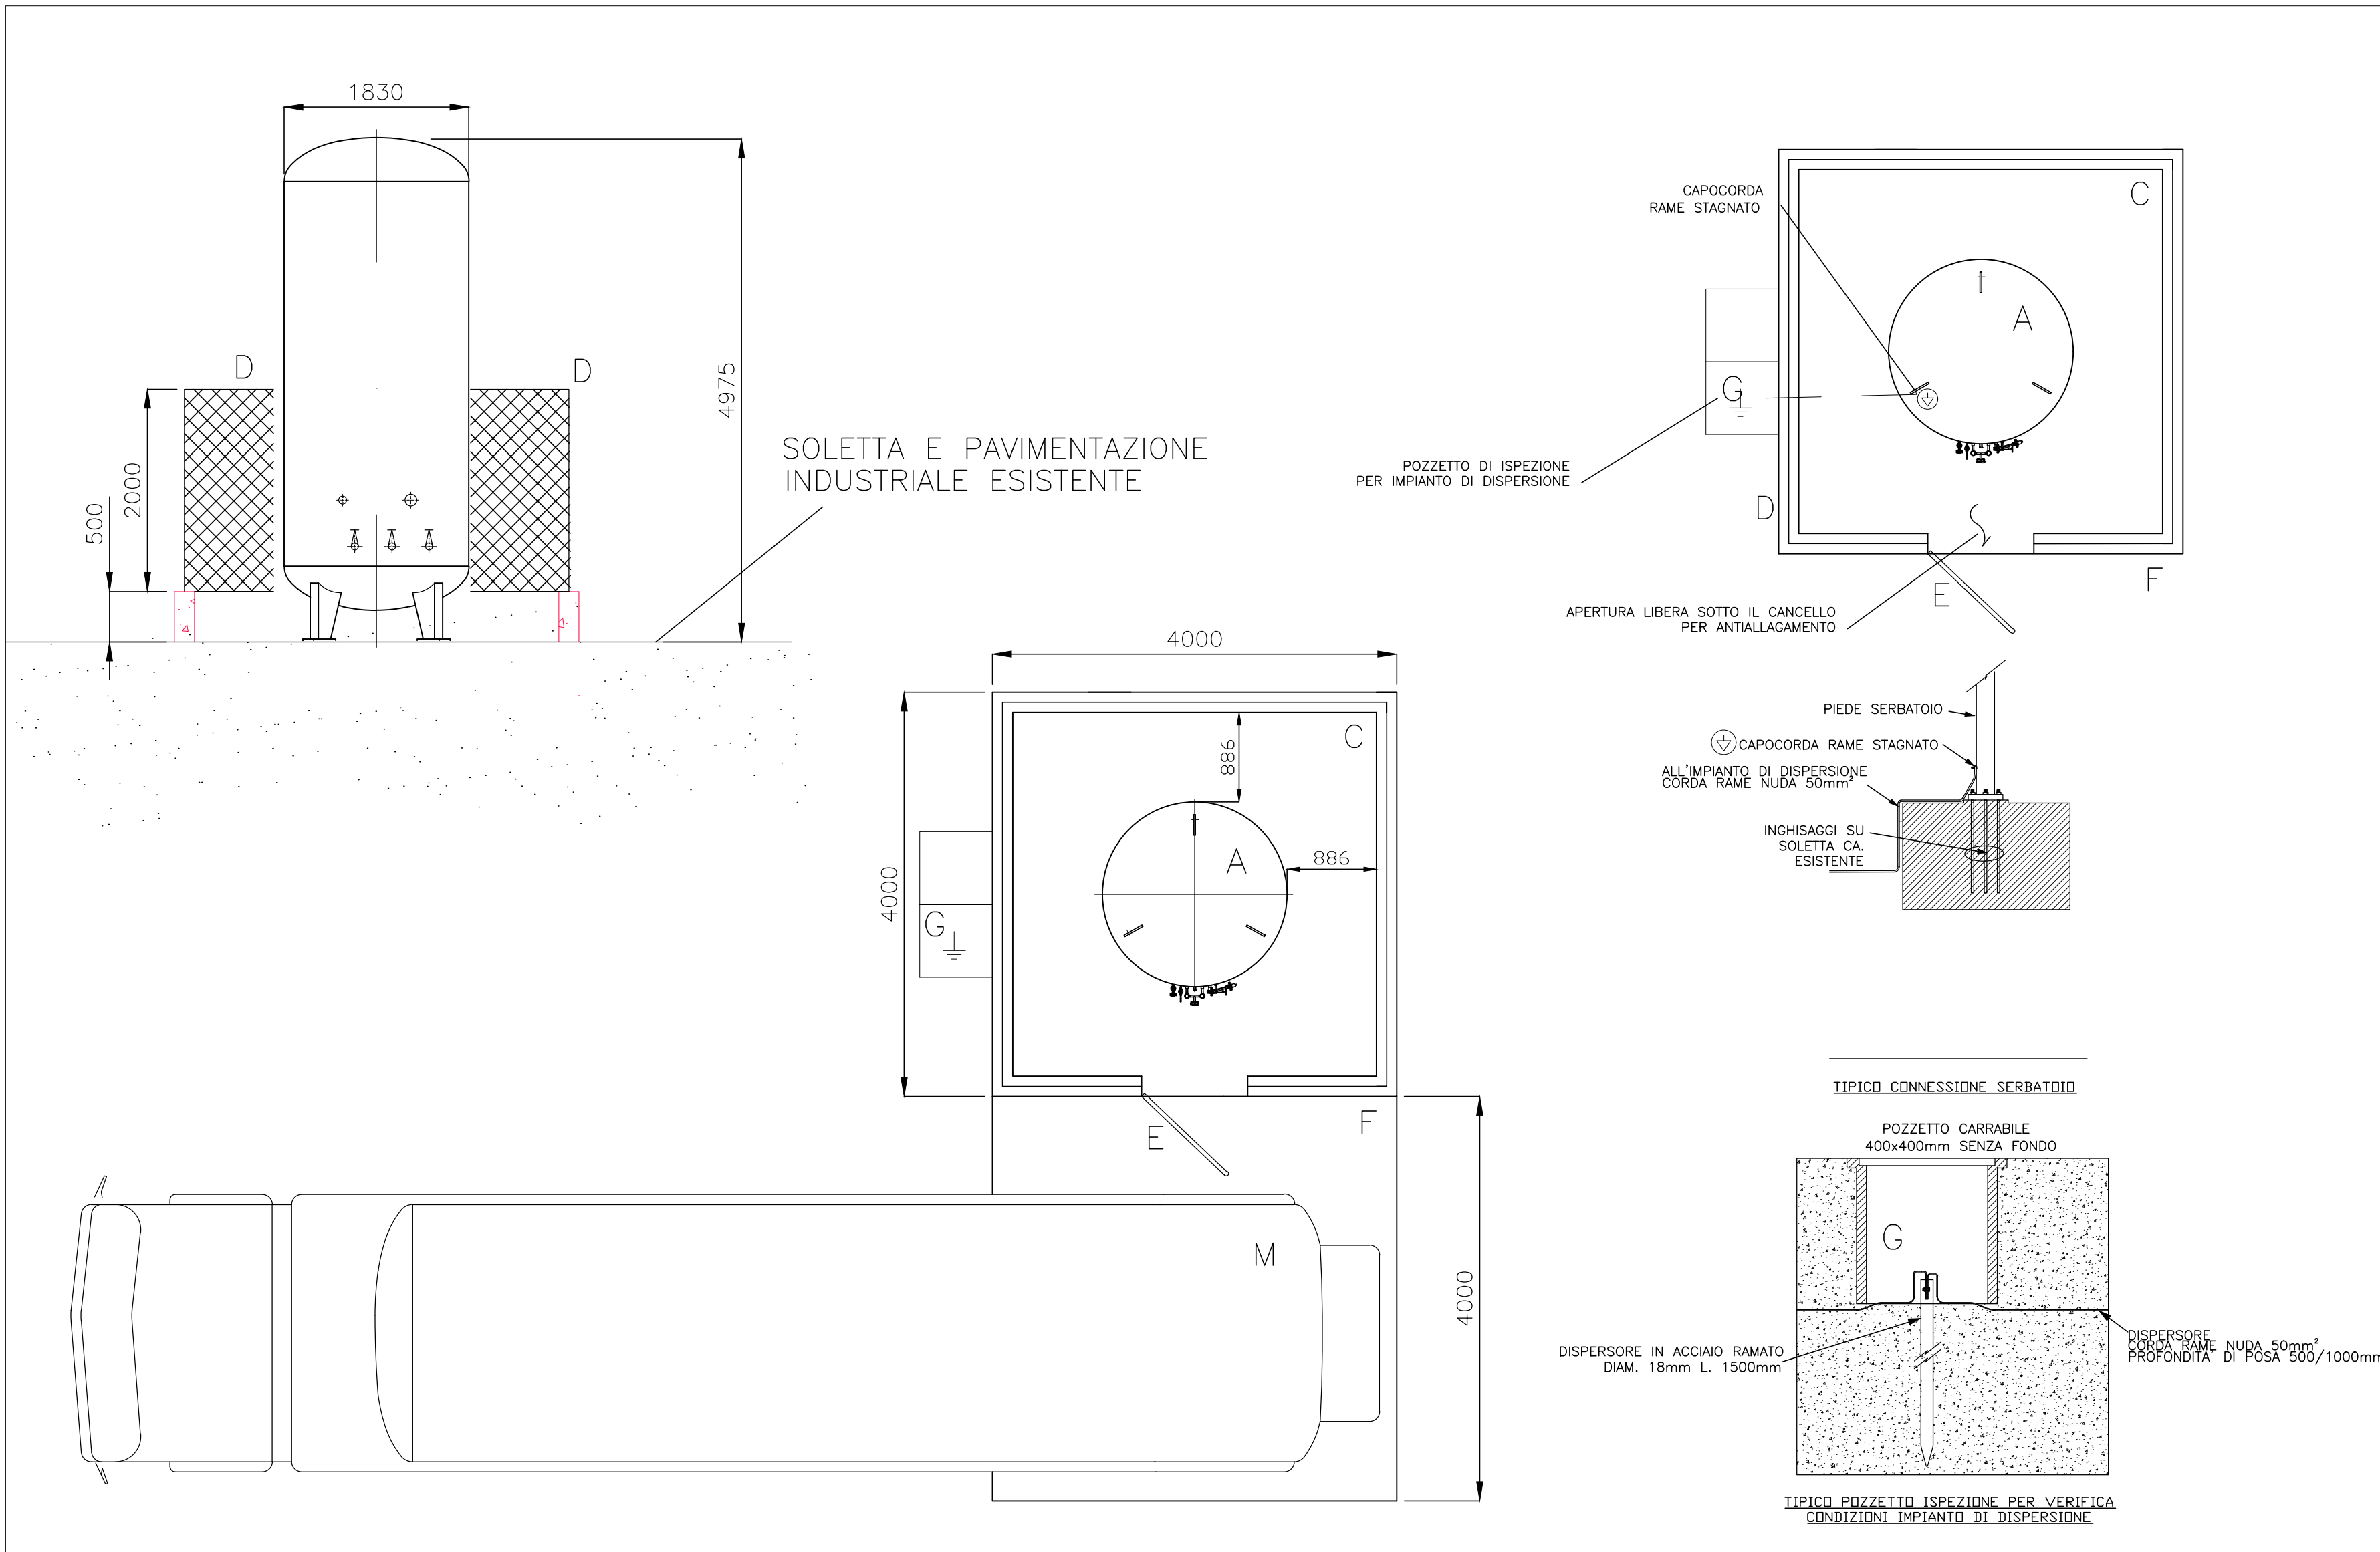 1830
4975
D
D
2000
500
SOLETTA E PAVIMENTAZIONE
INDUSTRIALE ESISTENTE
4000
4000
C
886
A
886
G
F
E
M
4000
CAPOCORDA
RAME STAGNATO
C
A
G
POZZETTO DI ISPEZIONE
PER IMPIANTO DI DISPERSIONE
D
F
E
APERTURA LIBERA SOTTO IL CANCELLO
PER ANTIALLAGAMENTO
PIEDE SERBATOIO
CAPOCORDA RAME STAGNATO
ALL'IMPIANTO DI DISPERSIONE
CORDA RAME NUDA 50mm²
INGHISAGGI SU
SOLETTA CA.
ESISTENTE
TIPICO CONNESSIONE SERBATOIO
POZZETTO CARRABILE
400x400mm SENZA FONDO
G
DISPERSORE IN ACCIAIO RAMATO
DIAM. 18mm L. 1500mm
DISPERSORE
CORDA RAME NUDA 50mm²
PROFONDITA' DI POSA 500/1000mm
TIPICO POZZETTO ISPEZIONE PER VERIFICA
CONDIZIONI IMPIANTO DI DISPERSIONE